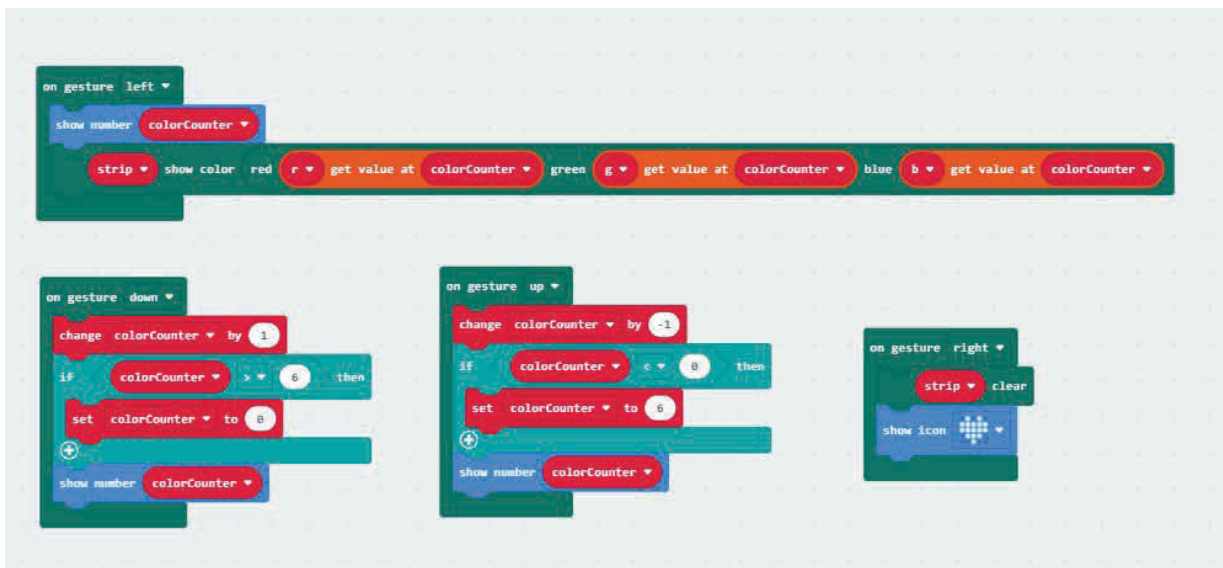 on gesture left
show number colorCounter
strip show color red r get value at colorCounter green g get value at colorCounter blue b get value at colorCounter
on gesture down
change colorCounter by 1
if colorCounter > 6 then
set colorCounter to 0
show number colorCounter
on gesture up
change colorCounter by -1
if colorCounter < 0 then
set colorCounter to 6
show number colorCounter
on gesture right
strip clear
show icon